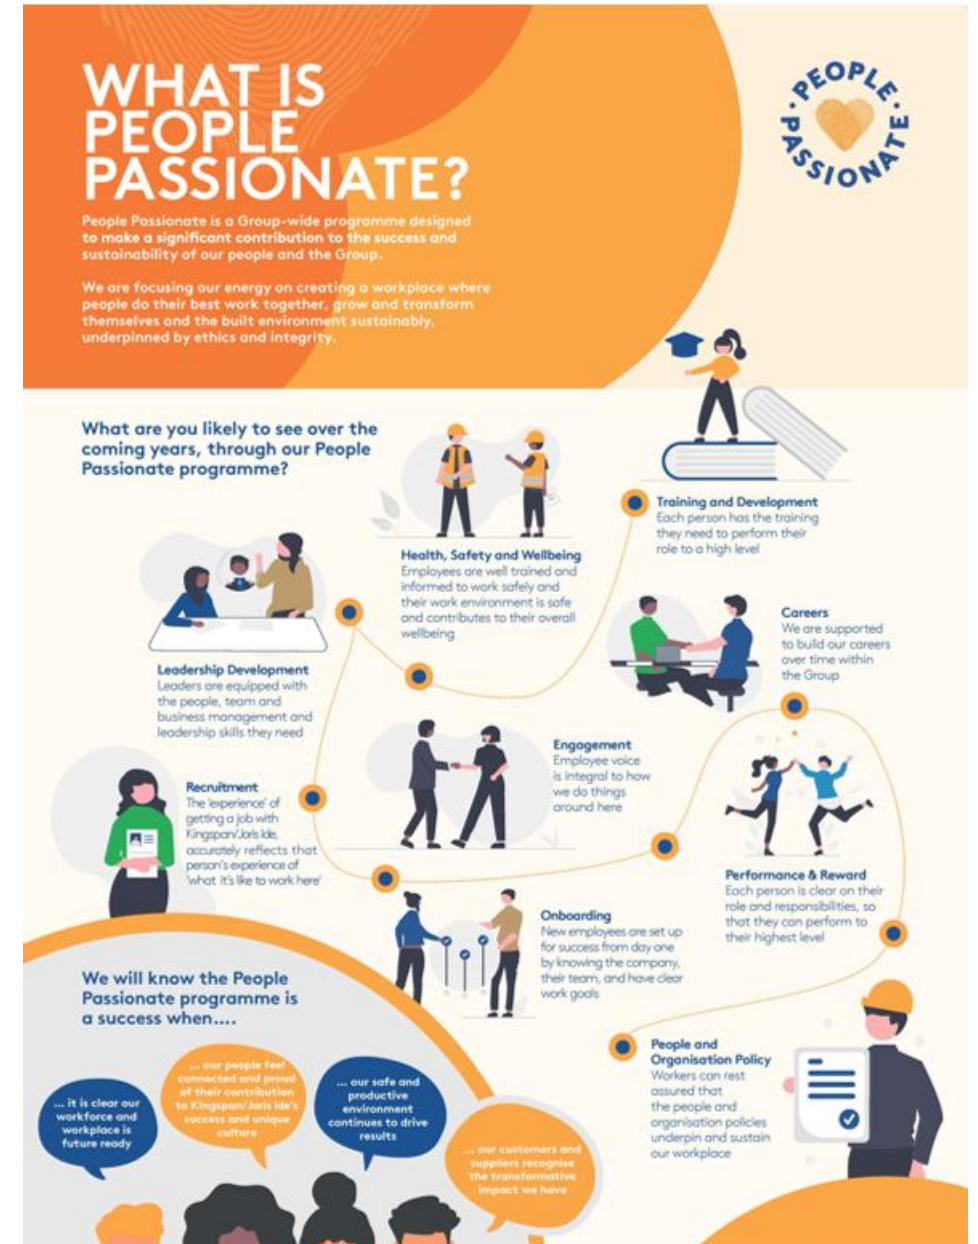 WHAT IS
PEOPLE
PASSIONATE?
People Passionate is a Group-wide programme designed
to make a significant contribution to the success and
sustainability of our people and the Group.
We are focusing our energy on creating a workplace where
people do their best work together, grow and transform
themselves and the built environment sustainably,
underpinned by ethics and integrity.
PEOPLE
PASSIONATE
What are you likely to see over the
coming years, through our People
Passionate programme?
Training and Development
Each person has the training
they need to perform their
role to a high level
Health, Safety and Wellbeing
Employees are well trained and
informed to work safely and
their work environment is safe
and contributes to their overall
wellbeing
Careers
We are supported
to build our careers
over time within
the Group
Leadership Development
Leaders are equipped with
the people, team and
business management and
leadership skills they need
Engagement
Employee voice
is integral to how
we do things
around here
Recruitment
The 'experience' of
getting a job with
Kingspan/Joris Ide,
accurately reflects that
person's experience of
'what it's like to work here'
Performance & Reward
Each person is clear on their
role and responsibilities, so
that they can perform to
their highest level
Onboarding
New employees are set up
for success from day one
by knowing the company,
their team, and have clear
work goals
People and
Organisation Policy
Workers can rest
assured that
the people and
organisation policies
underpin and sustain
our workplace
We will know the People
Passionate programme is
a success when....
... it is clear our
workforce and
workplace is
future ready
... our people feel
connected and proud
of their contribution
to Kingspan/Joris Ide's
success and unique
culture
... our safe and
productive
environment
continues to drive
results
... our customers and
suppliers recognise
the transformative
impact we have